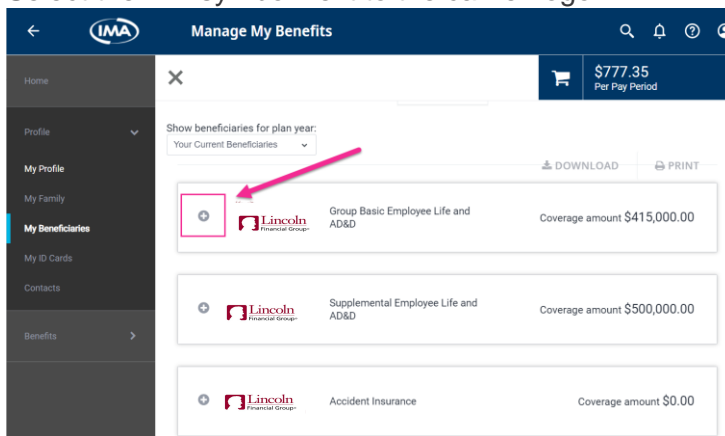 IMA
Manage My Benefits
$777.35
Per Pay Period
Home
Profile
My Profile
My Family
My Beneficiaries
My ID Cards
Contacts
Benefits
Show beneficiaries for plan year:
Your Current Beneficiaries
DOWNLOAD
PRINT
Lincoln
Financial Group®
Group Basic Employee Life and
AD&D
Coverage amount $415,000.00
Lincoln
Financial Group®
Supplemental Employee Life and
AD&D
Coverage amount $500,000.00
Lincoln
Financial Group®
Accident Insurance
Coverage amount $0.00